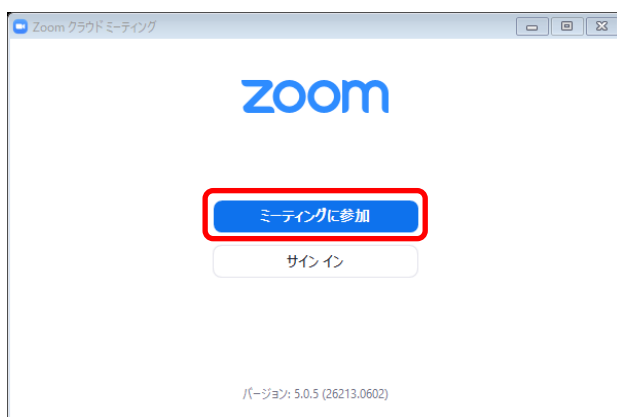 Zoom クラウド ミーティング
zoom
ミーティングに参加
サイン イン
バージョン: 5.0.5 (26213.0602)